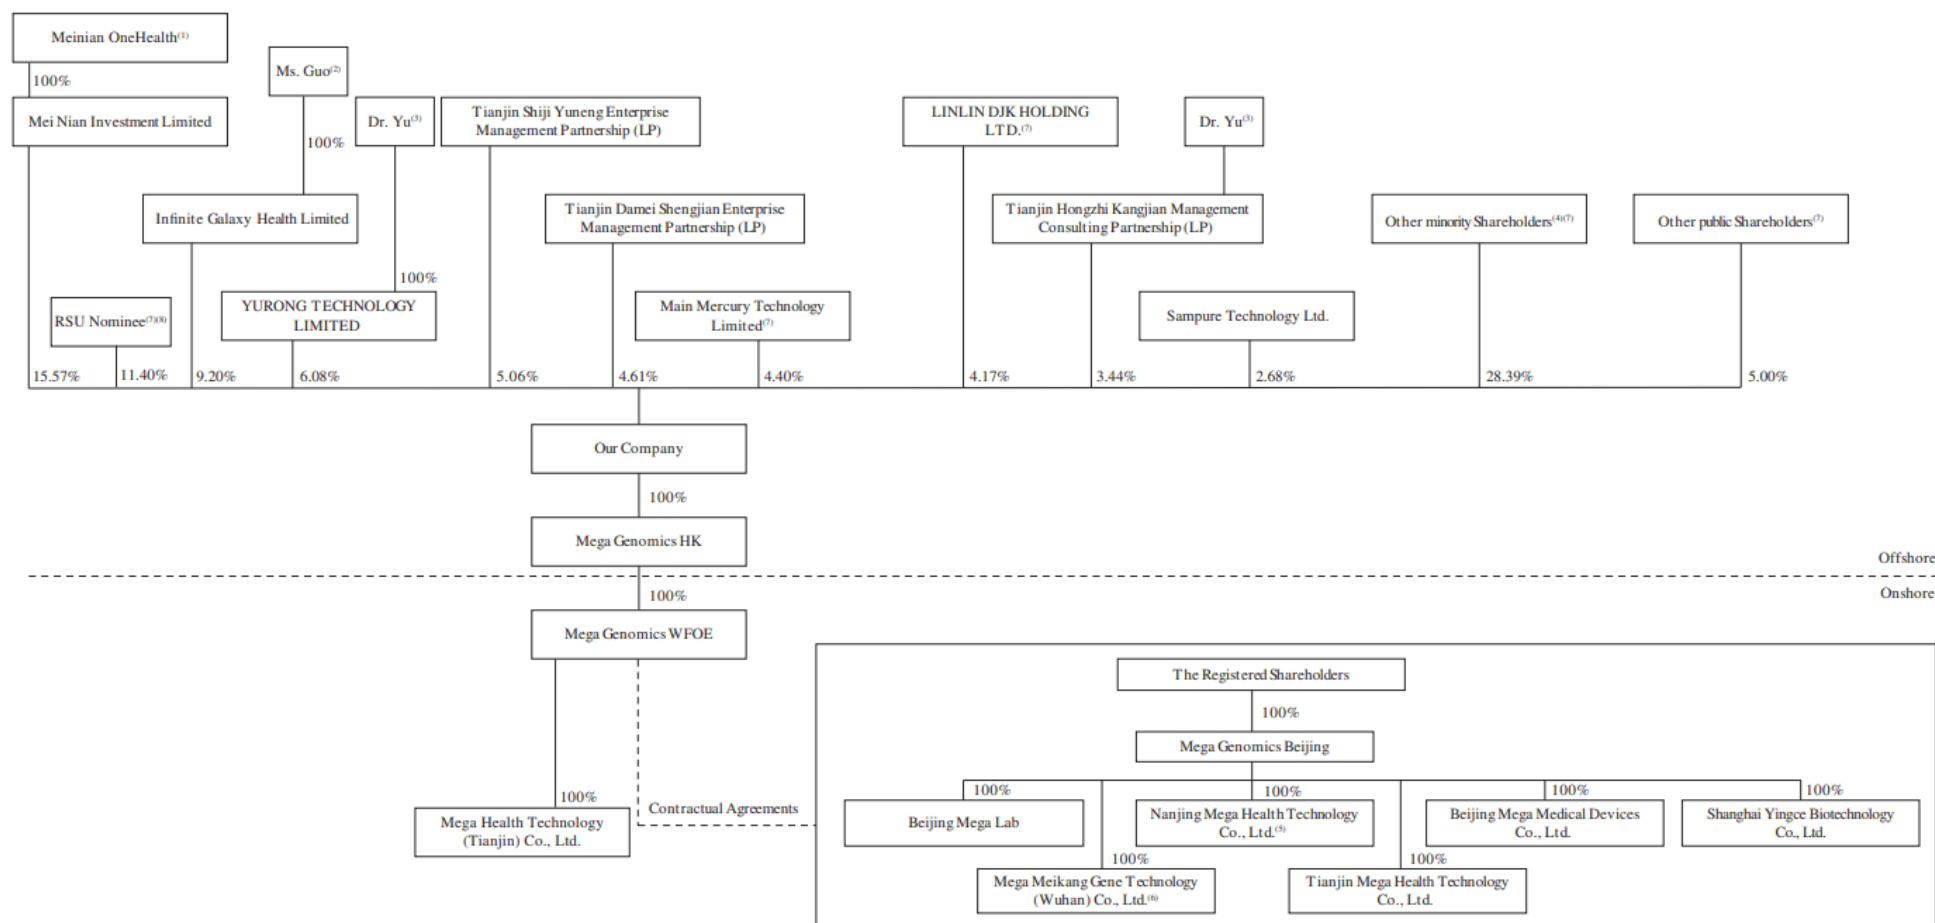 Meinian OneHealth(1)
100%
Mei Nian Investment Limited
Ms. Guo(2)
100%
Dr. Yu(3)
Tianjin Shiji Yuneng Enterprise
Management Partnership (LP)
LINLIN DJK HOLDING
LTD.(7)
Dr. Yu(3)
Infinite Galaxy Health Limited
Tianjin Damei Shengjian Enterprise
Management Partnership (LP)
Tianjin Hongzhi Kangjian Management
Consulting Partnership (LP)
Other minority Shareholders(4)(7)
Other public Shareholders(7)
100%
RSU Nominee(7)(8)
YURONG TECHNOLOGY
LIMITED
Main Mercury Technology
Limited(7)
Sampure Technology Ltd.
15.57%
11.40%
9.20%
6.08%
5.06%
4.61%
4.40%
4.17%
3.44%
2.68%
28.39%
5.00%
Our Company
100%
Mega Genomics HK
Offshore
Onshore
100%
Mega Genomics WFOE
The Registered Shareholders
100%
Mega Genomics Beijing
100%
Mega Health Technology
(Tianjin) Co., Ltd.
Contractual Agreements
100%
Beijing Mega Lab
100%
Nanjing Mega Health Technology
Co., Ltd.(5)
100%
Beijing Mega Medical Devices
Co., Ltd.
100%
Shanghai Yingce Biotechnology
Co., Ltd.
100%
Mega Meikang Gene Technology
(Wuhan) Co., Ltd.(6)
100%
Tianjin Mega Health Technology
Co., Ltd.